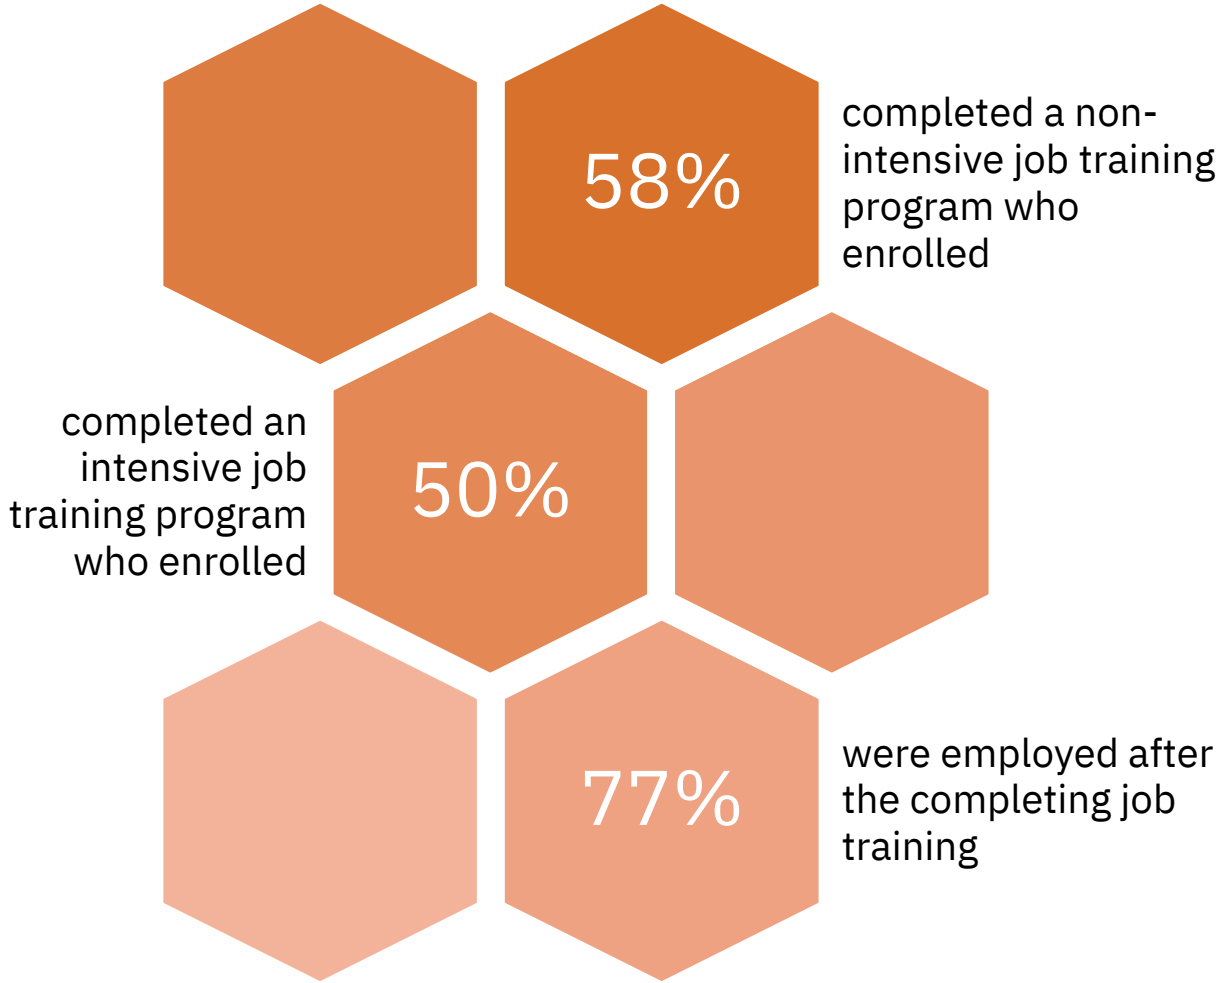 58%
completed a non-
intensive job training
program who
enrolled
completed an
intensive job
training program
who enrolled
50%
77%
were employed after
the completing job
training